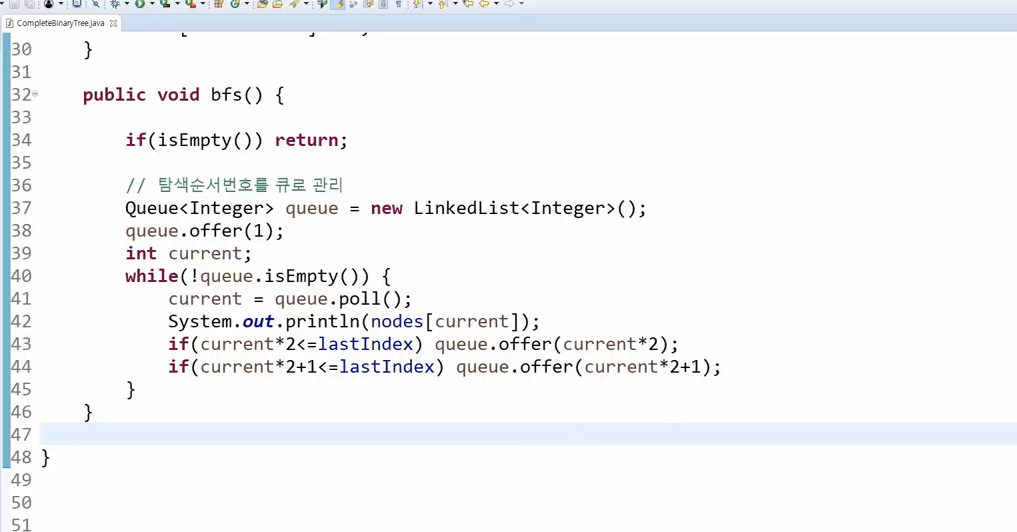 CompleteBinaryTree.java
30 }
31
32 public void bfs() {
33
34 if(isEmpty()) return;
35
36 // 탐색순서번호를 큐로 관리
37 Queue<Integer> queue = new LinkedList<Integer>();
38 queue.offer(1);
39 int current;
40 while(!queue.isEmpty()) {
41 current = queue.poll();
42 System.out.println(nodes[current]);
43 if(current*2<=lastIndex) queue.offer(current*2);
44 if(current*2+1<=lastIndex) queue.offer(current*2+1);
45 }
46 }
47
48 }
49
50
51